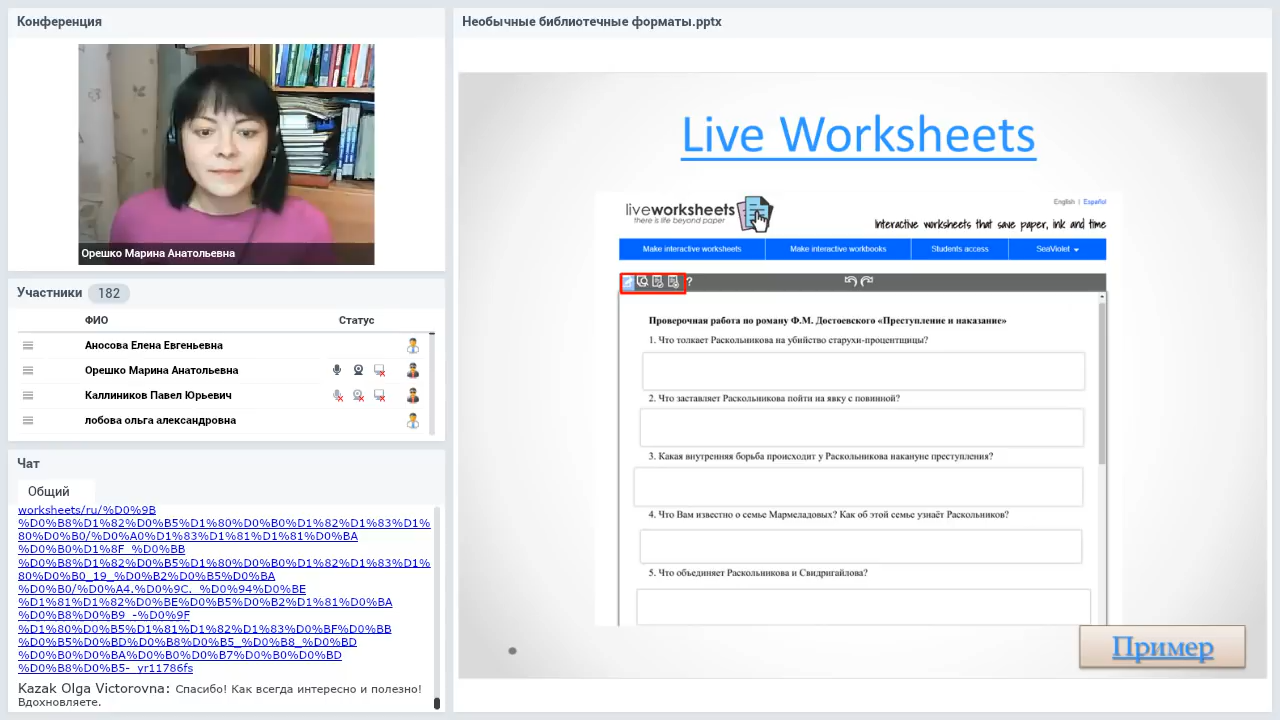 Конференция
Орешко Марина Анатольевна
Участники 182
ФИО Статус
Аносова Елена Евгеньевна
Орешко Марина Анатольевна
Каллиников Павел Юрьевич
лобова ольга александровна
Чат
Общий
worksheets/ru/%D0%9B
%D0%B8%D1%82%D0%B5%D1%80%D0%B0%D1%82%D1%83%D1%
80%D0%B0/%D0%A0%D1%83%D1%81%D1%81%D0%BA
%D0%B0%D1%8F_%D0%BB
%D0%B8%D1%82%D0%B5%D1%80%D0%B0%D1%82%D1%83%D1%
80%D0%B0_19_%D0%B2%D0%B5%D0%BA
%D0%B0/%D0%A4.%D0%9C._%D0%94%D0%BE
%D1%81%D1%82%D0%BE%D0%B5%D0%B2%D1%81%D0%BA
%D0%B8%D0%B9_-%D0%9F
%D1%80%D0%B5%D1%81%D1%82%D1%83%D0%BF%D0%BB
%D0%B5%D0%BD%D0%B8%D0%B5_%D0%B8_%D0%BD
%D0%B0%D0%BA%D0%B0%D0%B7%D0%B0%D0%BD
%D0%B8%D0%B5-_yr11786fs
Kazak Olga Victorovna: Спасибо! Как всегда интересно и полезно!
Вдохновляете.
Необычные библиотечные форматы.pptx
Live Worksheets
liveworksheets
there is life beyond paper
English | Español
Interactive worksheets that save paper, ink and time
Make interactive worksheets Make interactive workbooks Students access SeaViolet
?
Проверочная работа по роману Ф.М. Достоевского «Преступление и наказание»
1. Что толкает Раскольникова на убийство старухи-процентщицы?
2. Что заставляет Раскольникова пойти на явку с повинной?
3. Какая внутренняя борьба происходит у Раскольникова накануне преступления?
4. Что Вам известно о семье Мармеладовых? Как об этой семье узнаёт Раскольников?
5. Что объединяет Раскольникова и Свидригайлова?
Пример